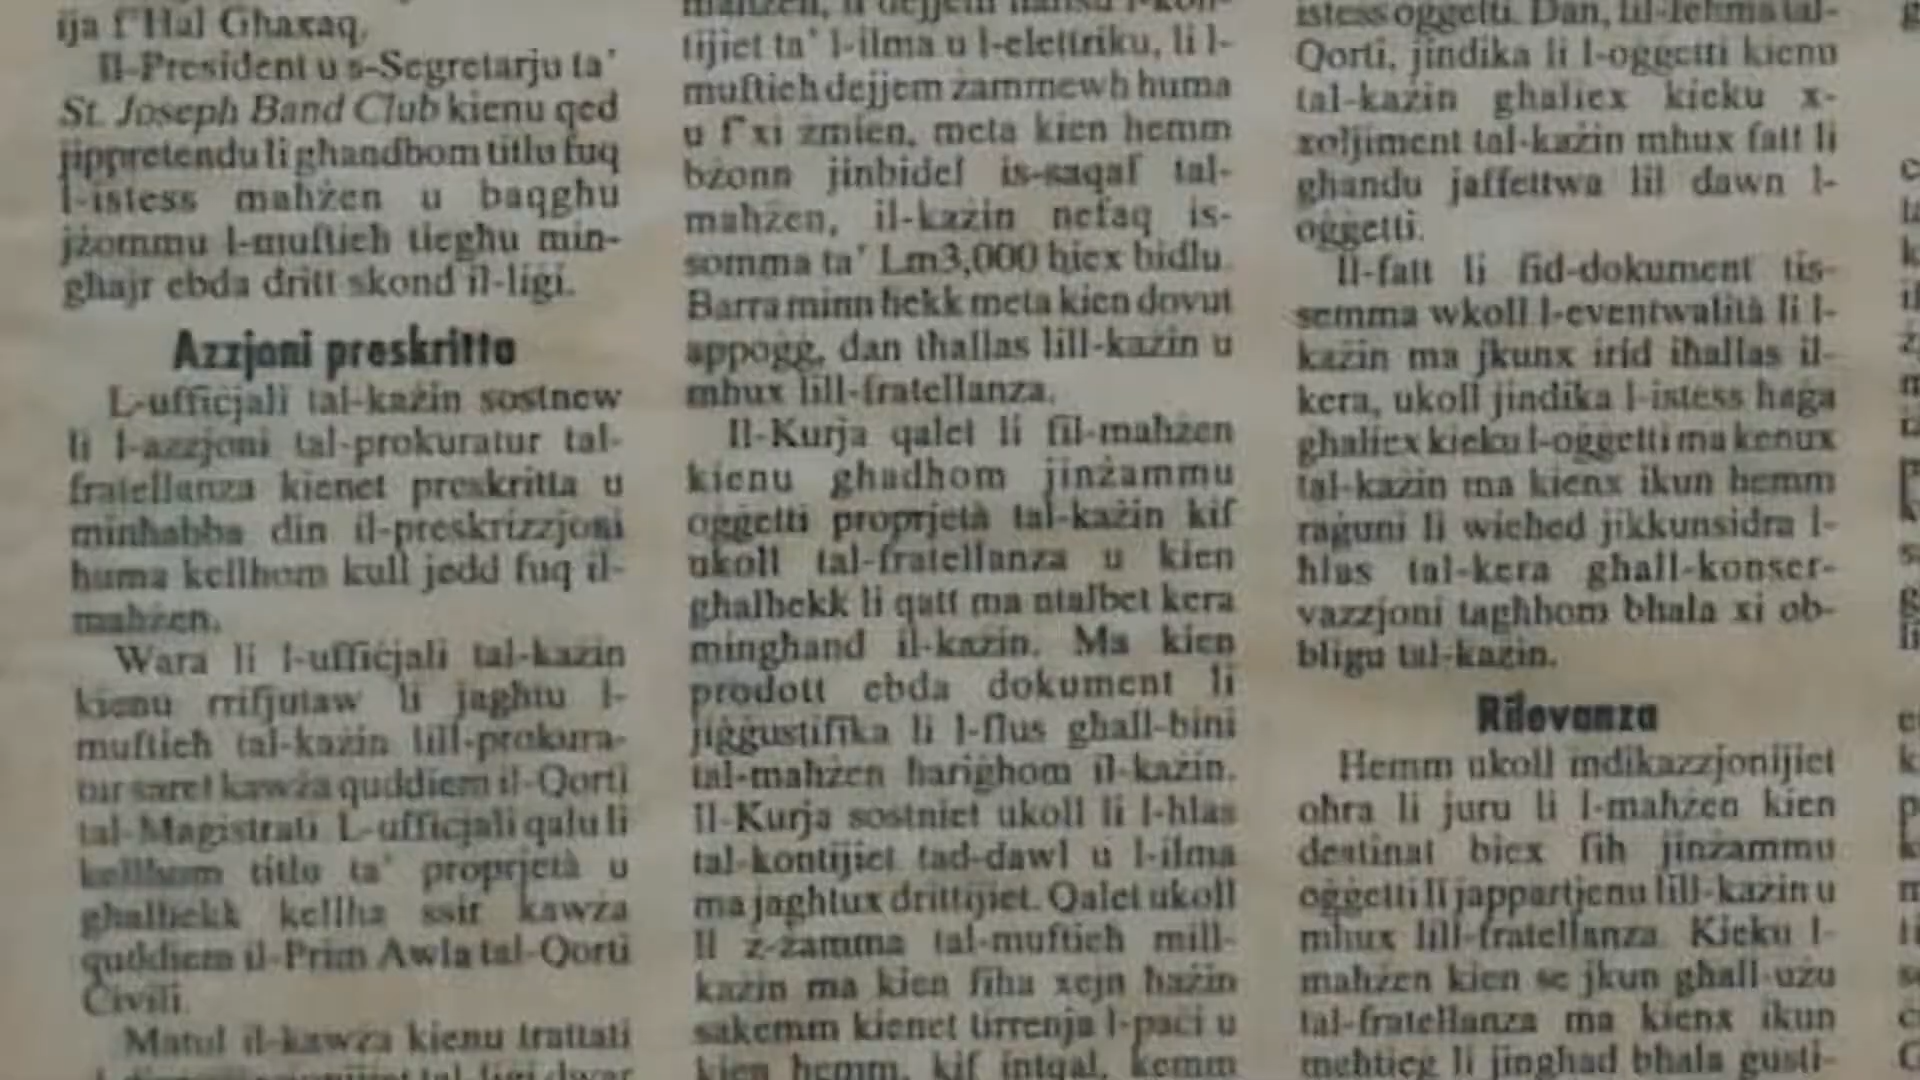 ija f'Ħal Għaxaq.
Il-President u s-Segretarju ta'
St. Joseph Band Club kienu qed
jippretendu li għandhom titlu fuq
l-istess maħżen u baqgħu
jżommu l-muftieħ tiegħu min-
għajr ebda dritt skond il-liġi.
Azzjoni preskritta
L-uffiċjali tal-każin sostnew
li l-azzjoni tal-prokuratur tal-
fratellanza kienet preskritta u
minħabba din il-preskrizzjoni
huma kellhom kull jedd fuq il-
maħżen.
Wara li l-uffiċjali tal-każin
kienu rrifjutaw li jagħtu l-
muftieħ tal-każin lill-prokura-
tur saret kawża quddiem il-Qorti
tal-Maġistrati. L-uffiċjali qalu li
kellhom titlu ta' proprjetà u
għalhekk kellha ssir kawża
quddiem il-Prim Awla tal-Qorti
Ċivili.
Matul il-kawża kienu trattati
tal-liġi dwar
maħżen, li dejjem ħansu l-kon-
tijiet ta' l-ilma u l-elettriku, li l-
muftieħ dejjem żammewh huma
u f'xi żmien, meta kien hemm
bżonn jinbidel is-saqaf tal-
maħżen, il-każin nefaq is-
somma ta' Lm3,000 biex bidlu.
Barra minn hekk meta kien dovut
appoġġ, dan tħallas lill-każin u
mhux lill-fratellanza.
Il-Kurja qalet li fil-maħżen
kienu għadhom jinżammu
oġġetti proprjetà tal-każin kif
ukoll tal-fratellanza u kien
għalhekk li qatt ma ntalbet kera
mingħand il-każin. Ma kien
prodott ebda dokument li
jiġġustifika li l-flus għall-bini
tal-maħżen ħariġhom il-każin.
Il-Kurja sostniet ukoll li l-ħlas
tal-kontijiet tad-dawl u l-ilma
ma jagħtux drittijiet. Qalet ukoll
li ż-żamma tal-muftieħ mill-
każin ma kien fiha xejn ħażin
sakemm kienet tirrenja l-paċi u
kien hemm, kif intqal, kemm
istess oġġetti. Dan, fil-fehma tal-
Qorti, jindika li l-oġġetti kienu
tal-każin għaliex kieku x-
xoljiment tal-każin mhux fatt li
għandu jaffettwa lil dawn l-
oġġetti.
Il-fatt li fid-dokument tis-
semma wkoll l-eventwalità li l-
każin ma jkunx irid iħallas il-
kera, ukoll jindika l-istess ħaġa
għaliex kieku l-oġġetti ma kenux
tal-każin ma kienx ikun hemm
raġuni li wieħed jikkunsidra l-
ħlas tal-kera għall-konser-
vazzjoni tagħhom bħala xi ob-
bligu tal-każin.
Rilevanza
Hemm ukoll indikazzjonijiet
oħra li juru li l-maħżen kien
destinat biex fih jinżammu
oġġetti li jappartjenu lill-każin u
mhux lill-fratellanza. Kieku l-
maħżen kien se jkun għall-użu
tal-fratellanza ma kienx ikun
meħtieġ li jingħad bħala ġusti-